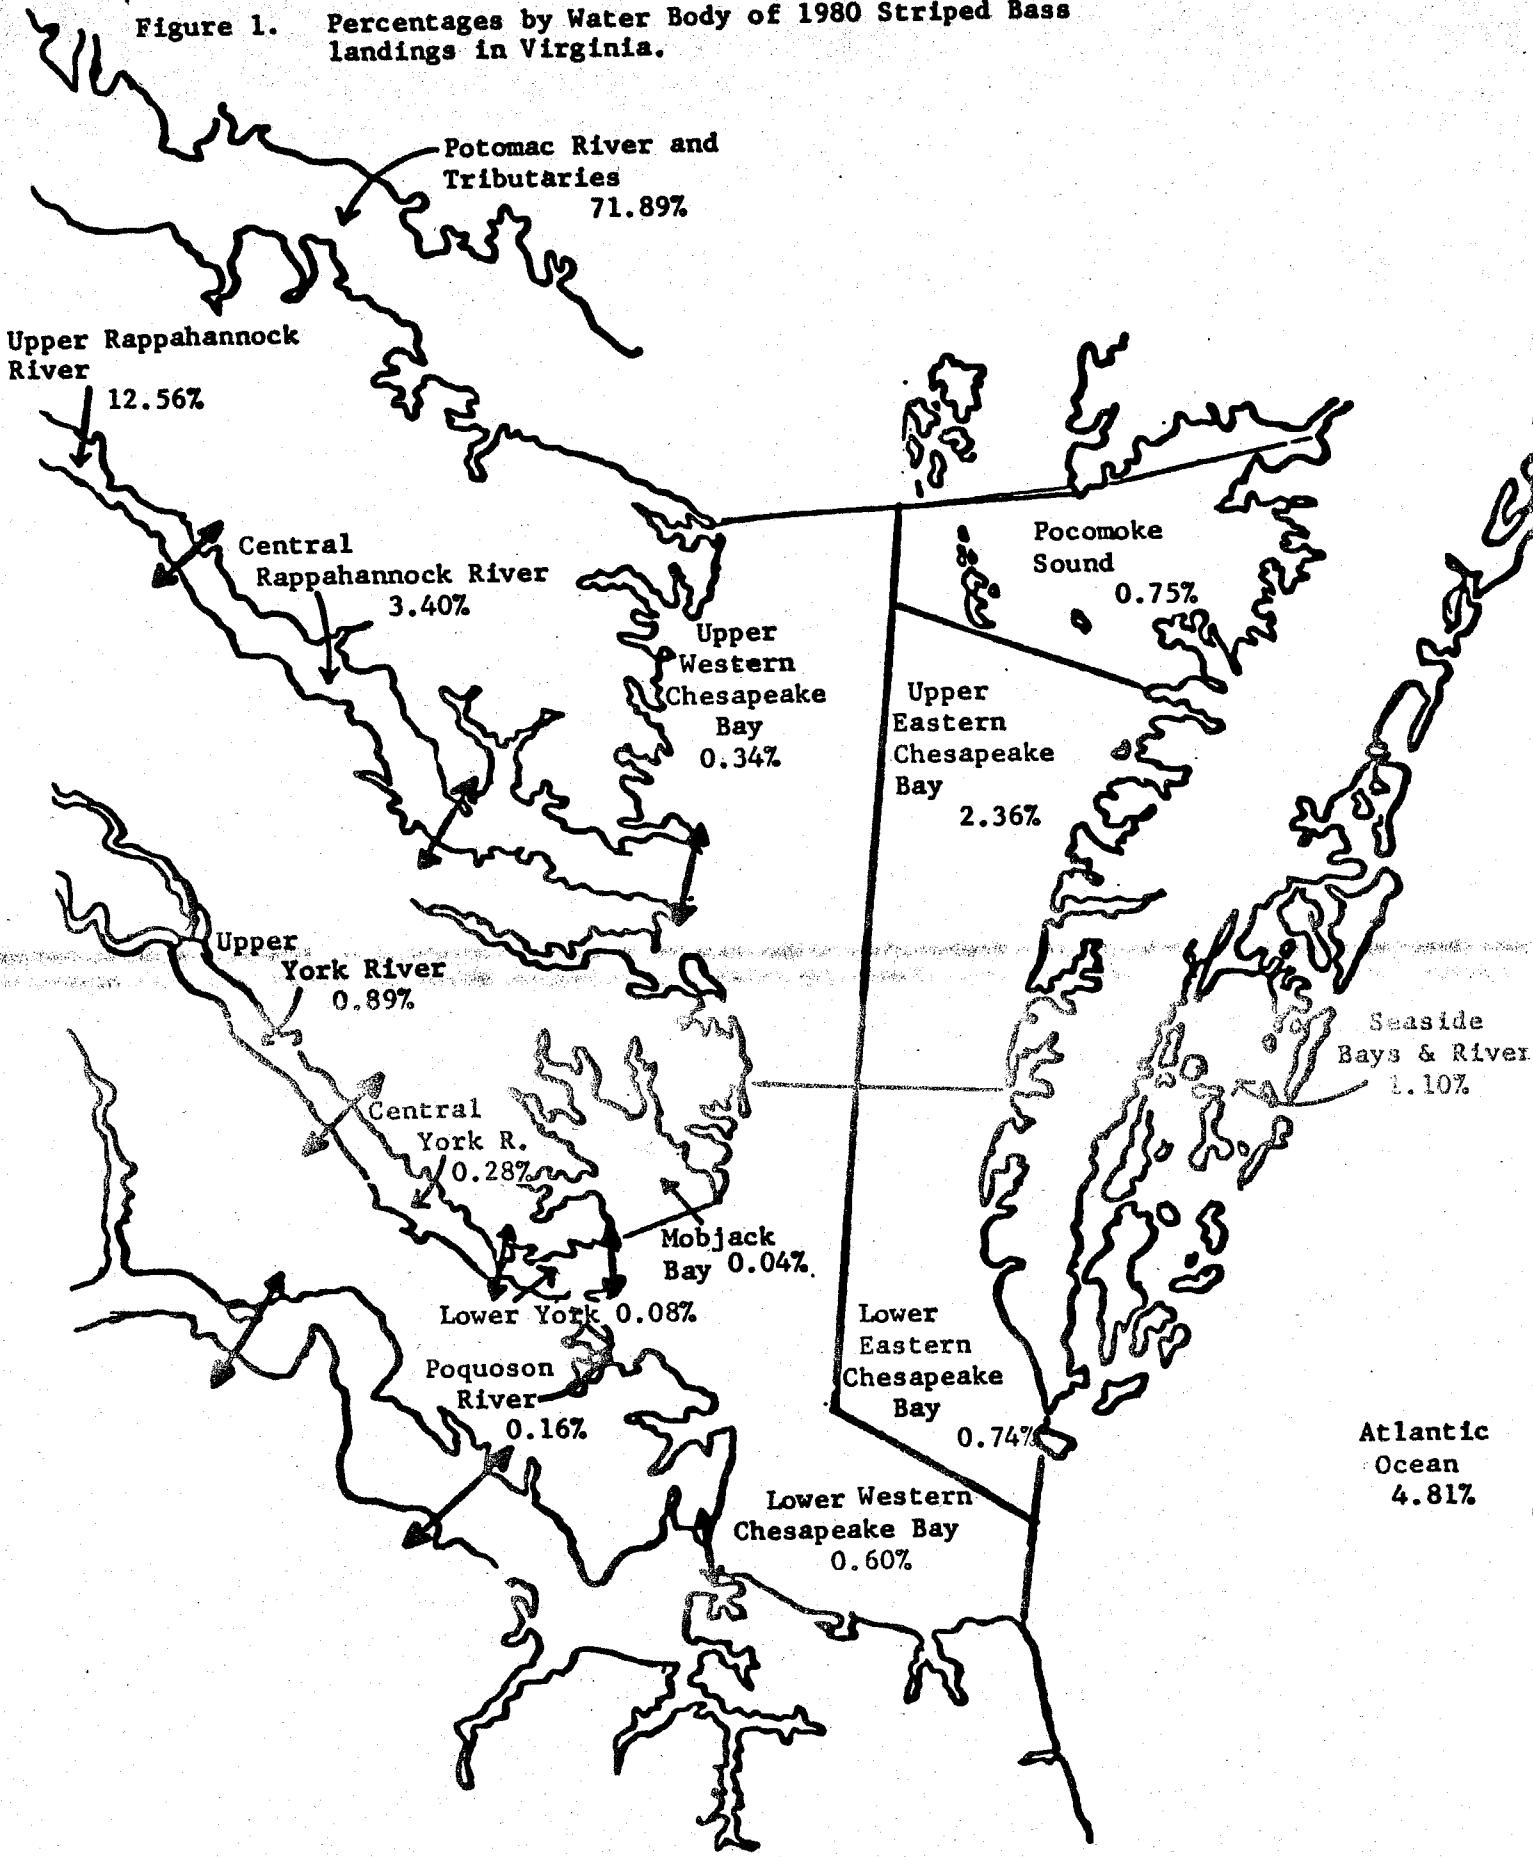 Figure 1. Percentages by Water Body of 1980 Striped Bass
landings in Virginia.
Potomac River and
Tributaries
71.89%
Upper Rappahannock
River
12.56%
Central
Rappahannock River
3.40%
Pocomoke
Sound
0.75%
Upper
Western
Chesapeake
Bay
0.34%
Upper
Eastern
Chesapeake
Bay
2.36%
Upper
York River
0.89%
Seaside
Bays & River
1.10%
Central
York R.
0.28%
Mobjack
Bay 0.04%
Lower York 0.08%
Poquoson
River
0.16%
Lower
Eastern
Chesapeake
Bay
0.74%
Atlantic
Ocean
4.81%
Lower Western
Chesapeake Bay
0.60%